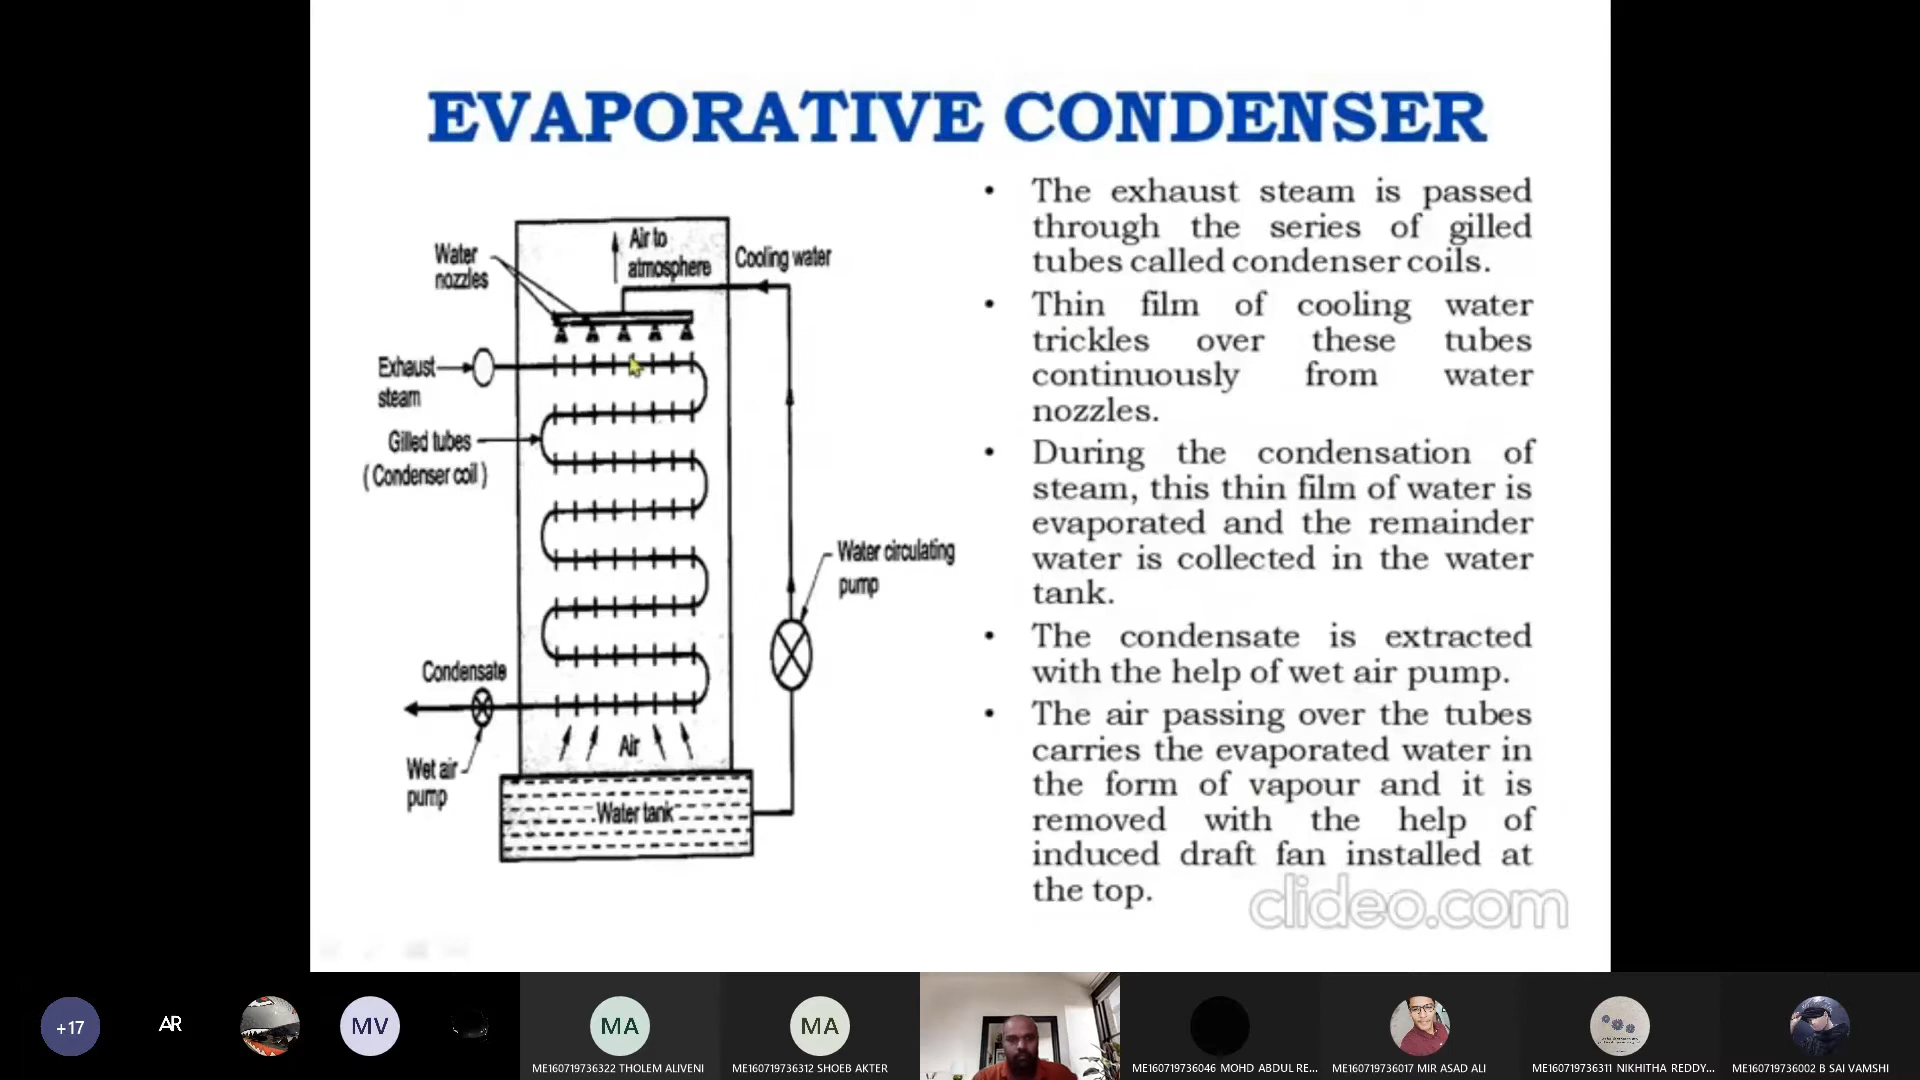 EVAPORATIVE CONDENSER
Water
nozzles
Air to
atmosphere
Cooling water
Exhaust
steam
Gilled tubes
( Condenser coil )
Water circulating
pump
Condensate
Wet air
pump
Air
Water tank
• The exhaust steam is passed
through the series of gilled
tubes called condenser coils.
• Thin film of cooling water
trickles over these tubes
continuously from water
nozzles.
• During the condensation of
steam, this thin film of water is
evaporated and the remainder
water is collected in the water
tank.
• The condensate is extracted
with the help of wet air pump.
• The air passing over the tubes
carries the evaporated water in
the form of vapour and it is
removed with the help of
induced draft fan installed at
the top.
clideo.com
+17
AR
MV
MA
ME160719736322 THOLEM ALIVENI
MA
ME160719736312 SHOEB AKTER
ME160719736046 MOHD ABDUL RE...
ME160719736017 MIR ASAD ALI
ME160719736311 NIKHITHA REDDY...
ME160719736002 B SAI VAMSHI